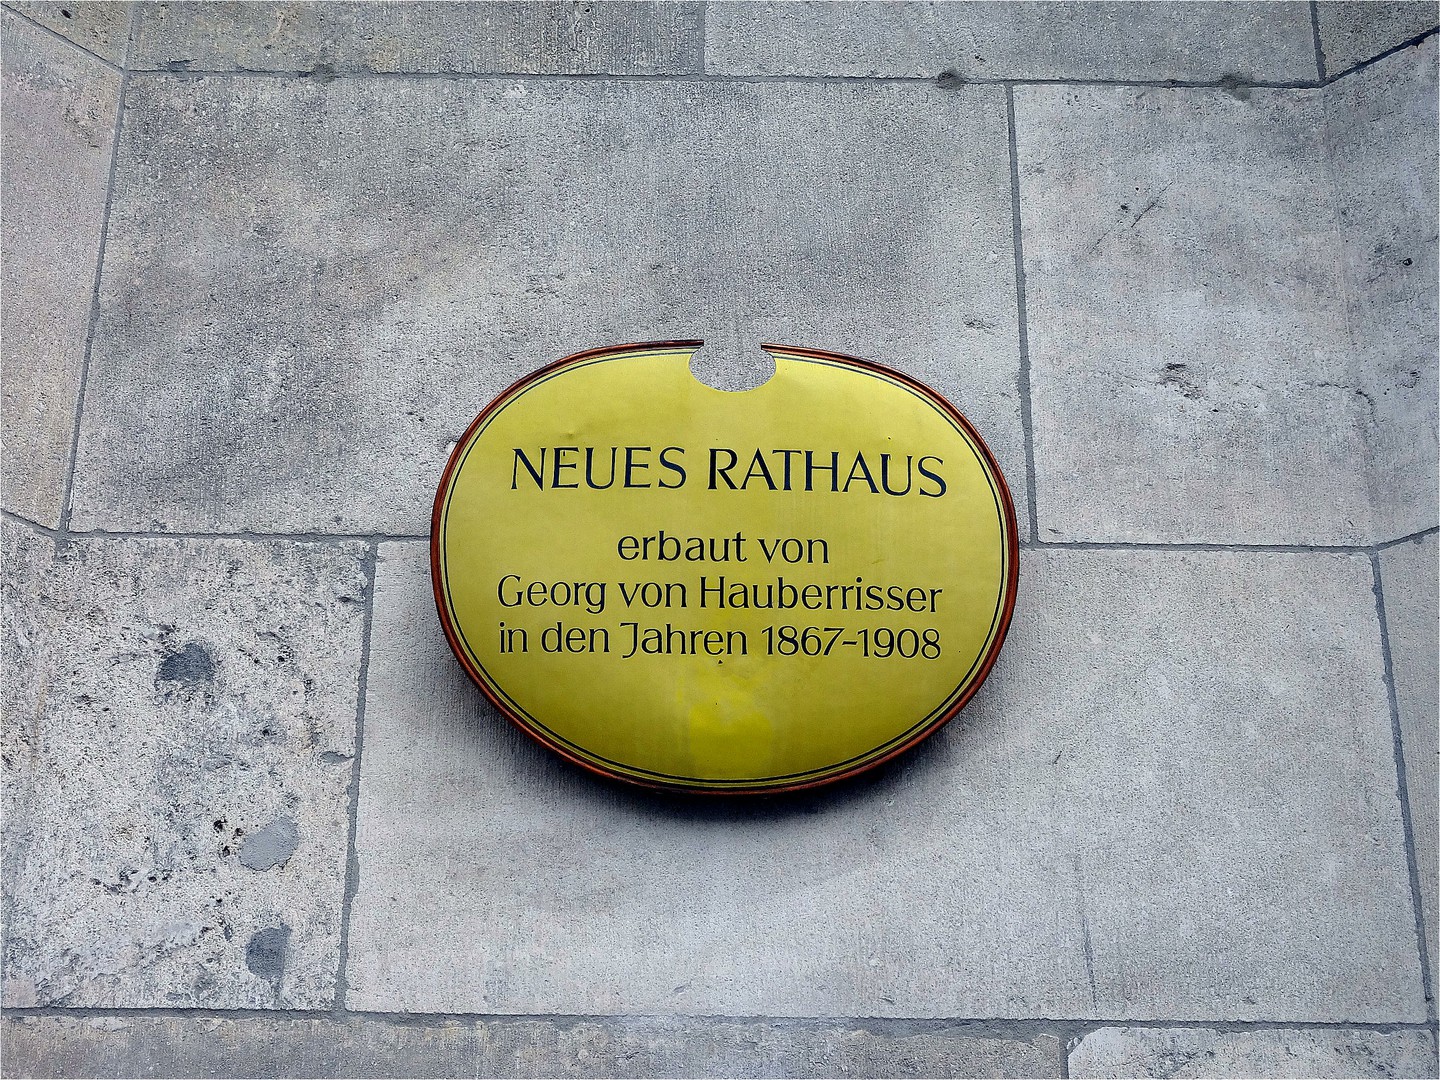 NEUES RATHAUS
erbaut von
Georg von Hauberrisser
in den Jahren 1867-1908